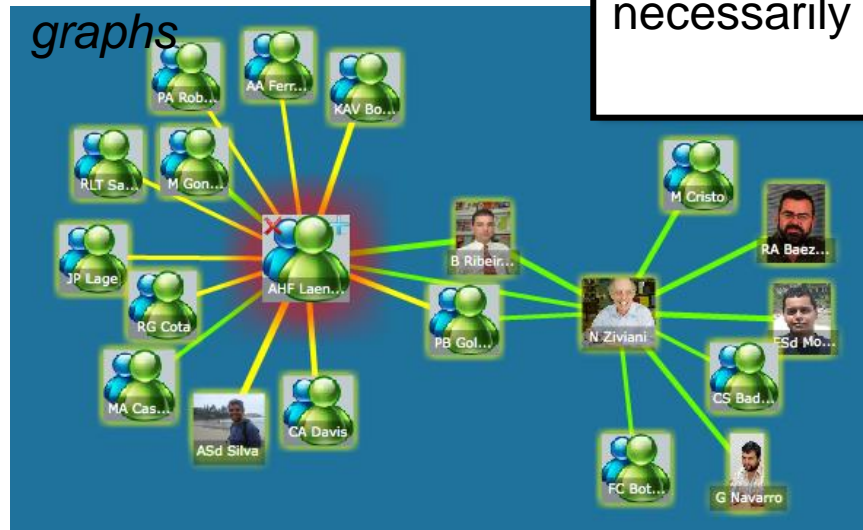 necessarily
graphs
PA Rob...
AA Ferr...
KAV Bo...
RLT Sa...
M Gon...
M Cristo
RA Baez...
B Ribeir...
JP Lage
AHF Laen...
RG Cota
PB Gol...
N Ziviani
ESd Mo...
MA Cas...
CS Bad...
ASd Silva
CA Davis
FC Bot...
G Navarro